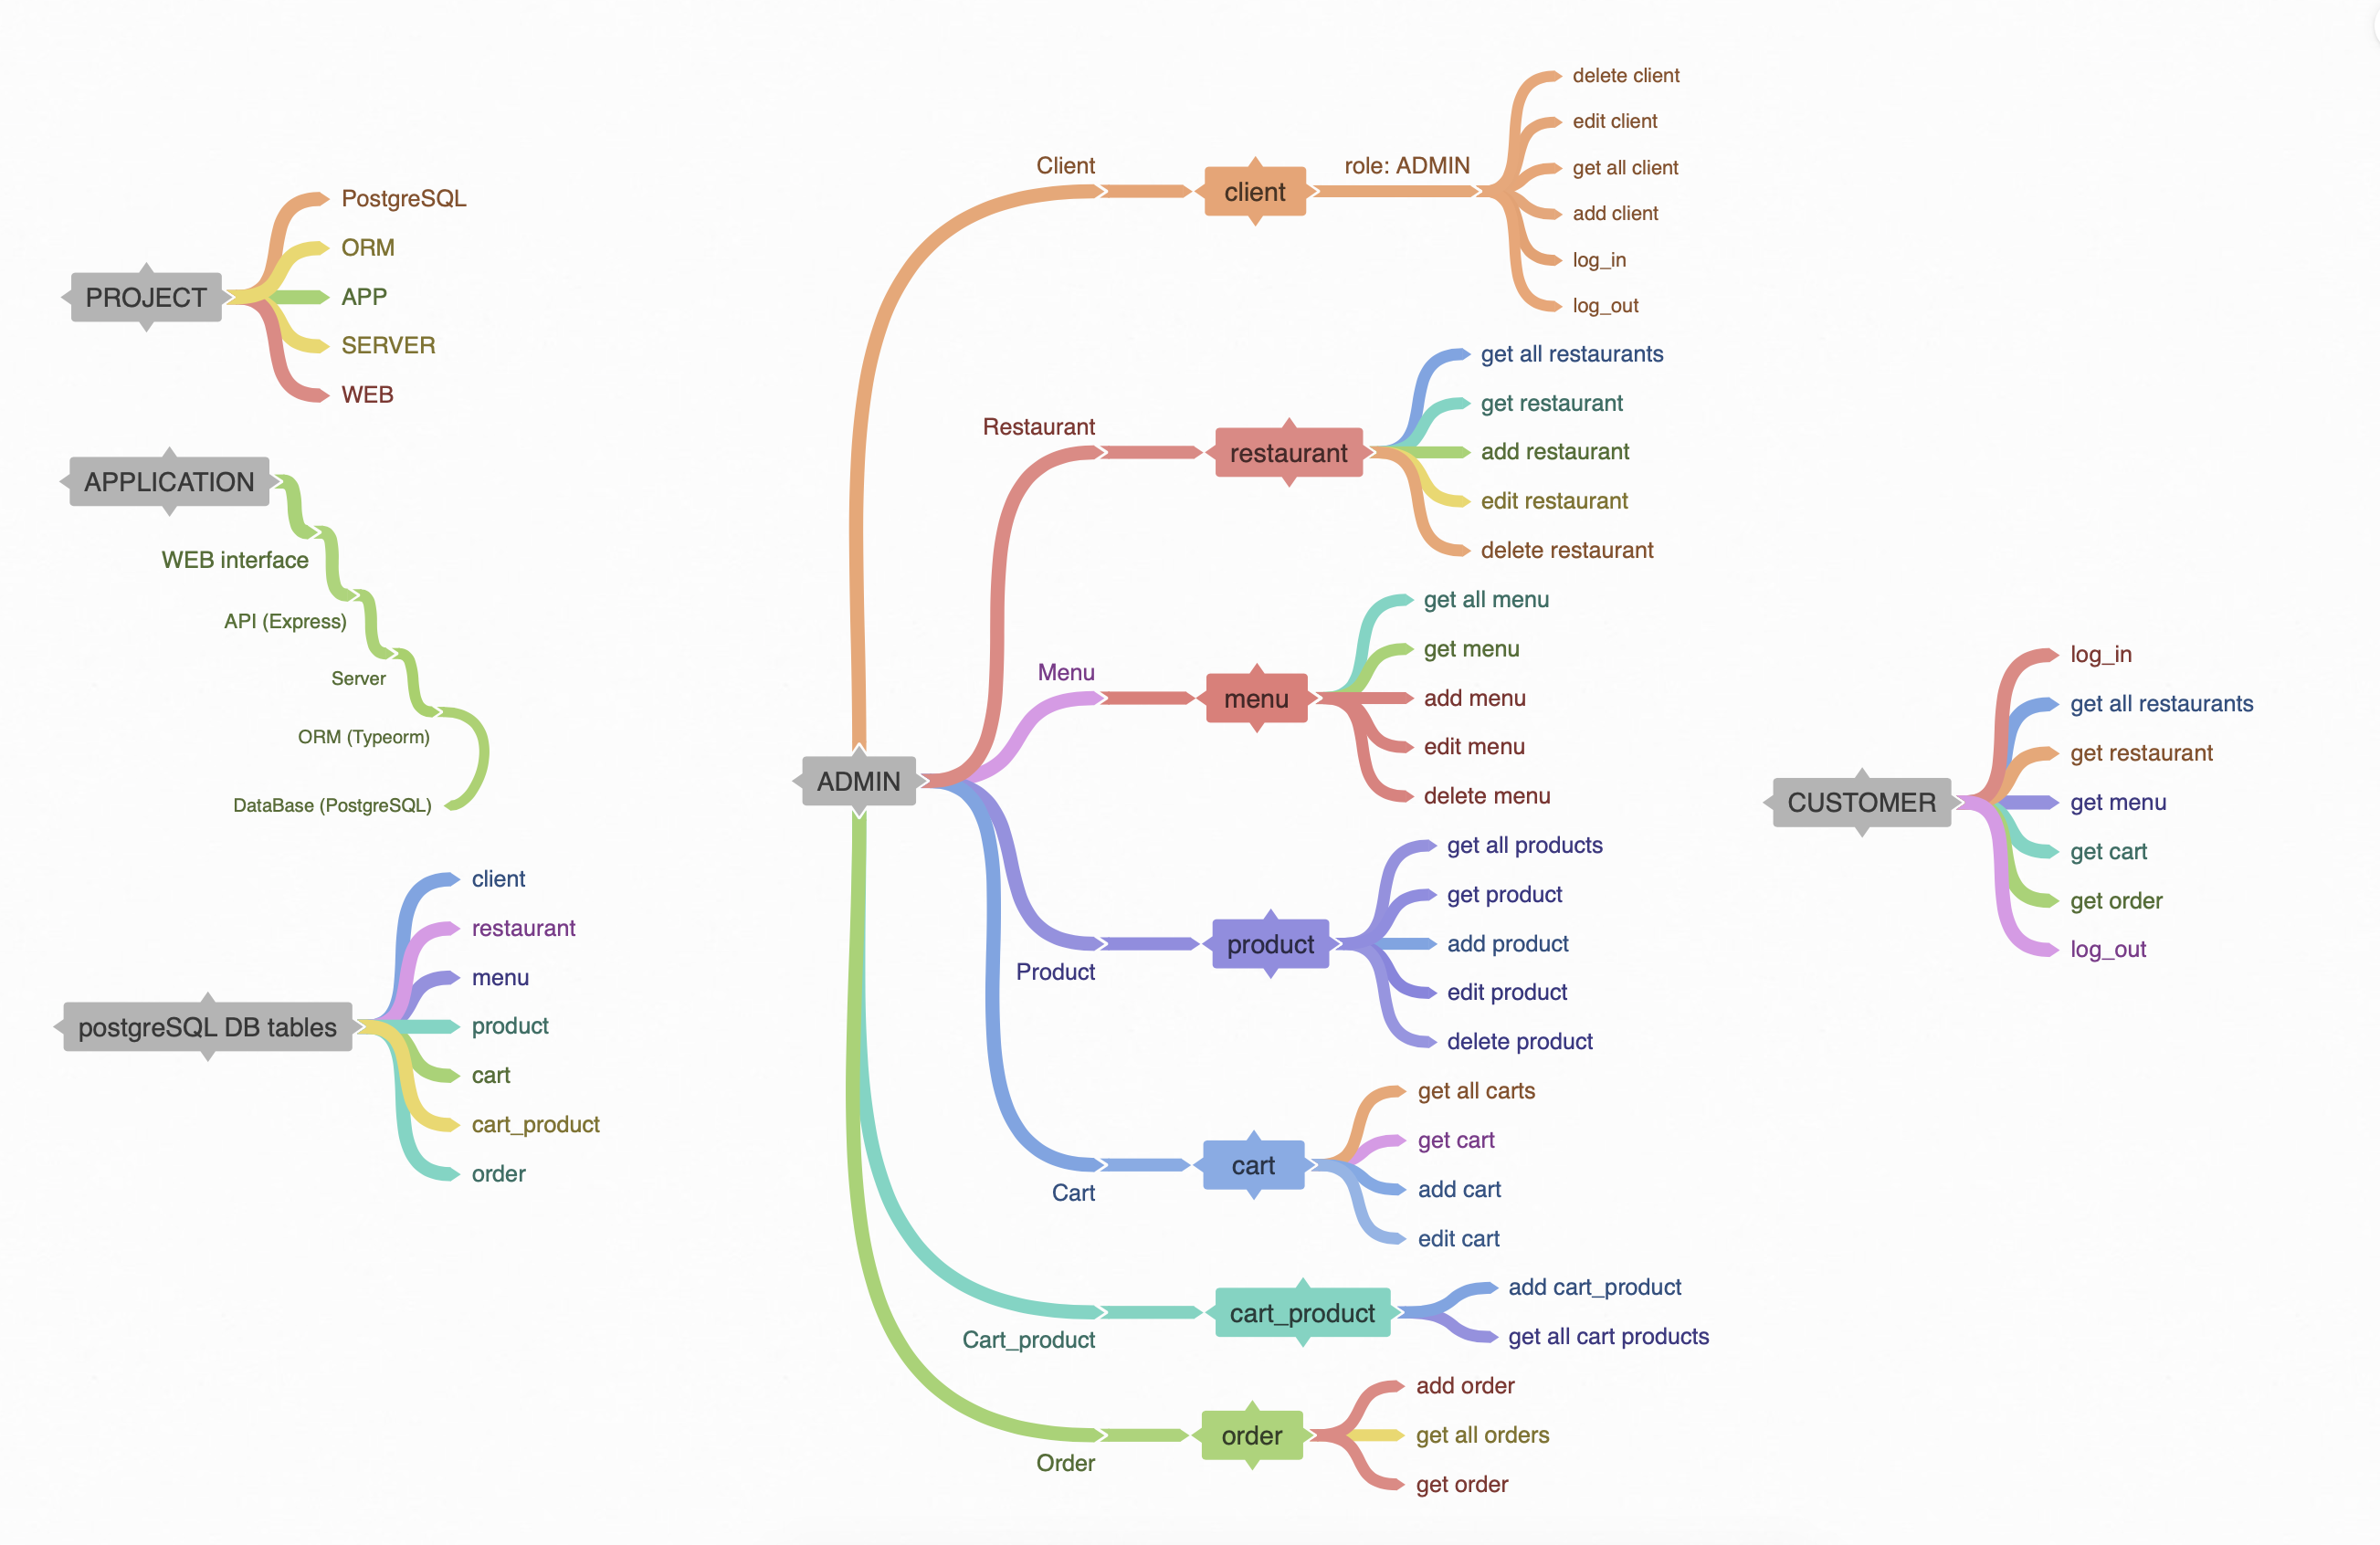 PROJECT
PostgreSQL
ORM
APP
SERVER
WEB
APPLICATION
WEB interface
API (Express)
Server
ORM (Typeorm)
DataBase (PostgreSQL)
postgreSQL DB tables
client
restaurant
menu
product
cart
cart_product
order
ADMIN
Client
client
role: ADMIN
delete client
edit client
get all client
add client
log_in
log_out
Restaurant
restaurant
get all restaurants
get restaurant
add restaurant
edit restaurant
delete restaurant
Menu
menu
get all menu
get menu
add menu
edit menu
delete menu
Product
product
get all products
get product
add product
edit product
delete product
Cart
cart
get all carts
get cart
add cart
edit cart
Cart_product
cart_product
add cart_product
get all cart products
Order
order
add order
get all orders
get order
CUSTOMER
log_in
get all restaurants
get restaurant
get menu
get cart
get order
log_out